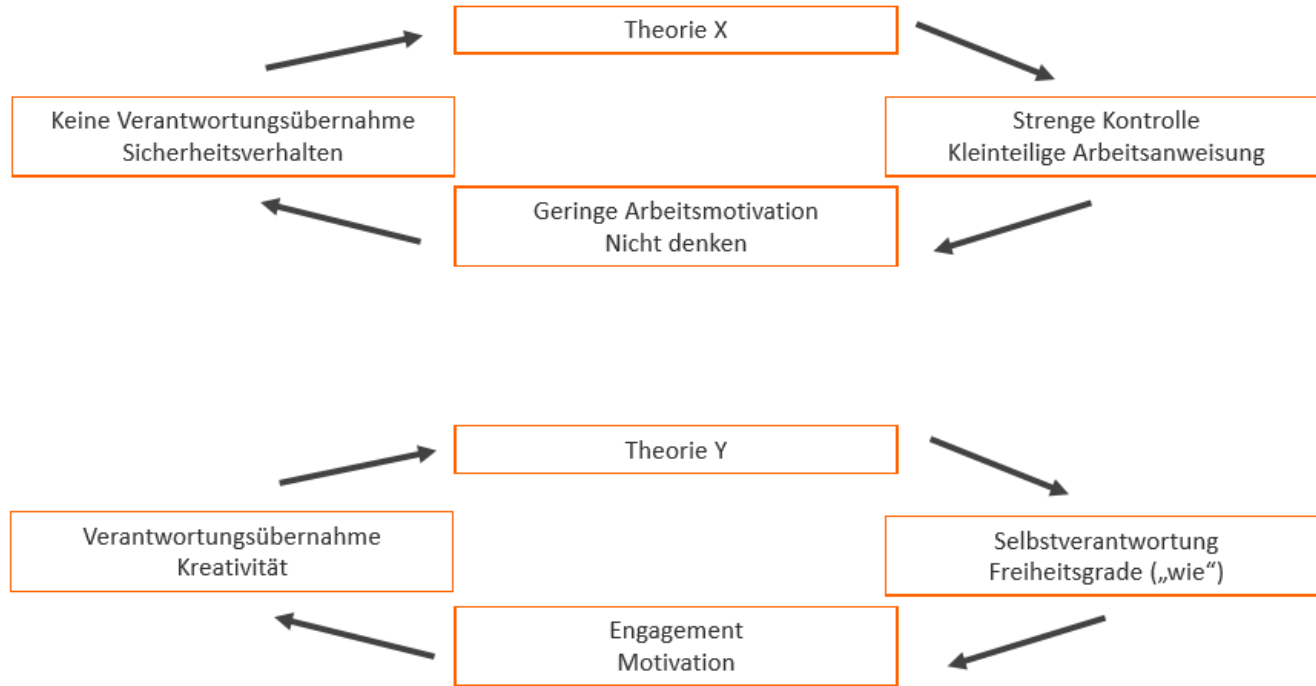 Theorie X
Keine Verantwortungsübernahme
Sicherheitsverhalten
Strenge Kontrolle
Kleinteilige Arbeitsanweisung
Geringe Arbeitsmotivation
Nicht denken
Theorie Y
Verantwortungsübernahme
Kreativität
Selbstverantwortung
Freiheitsgrade („wie“)
Engagement
Motivation